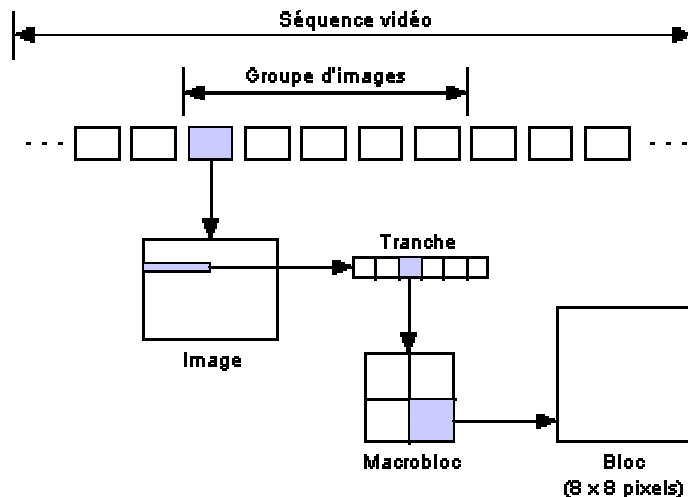 Séquence vidéo
Groupe d'images
Tranche
Image
Macrobloc
Bloc
(8 x 8 pixels)